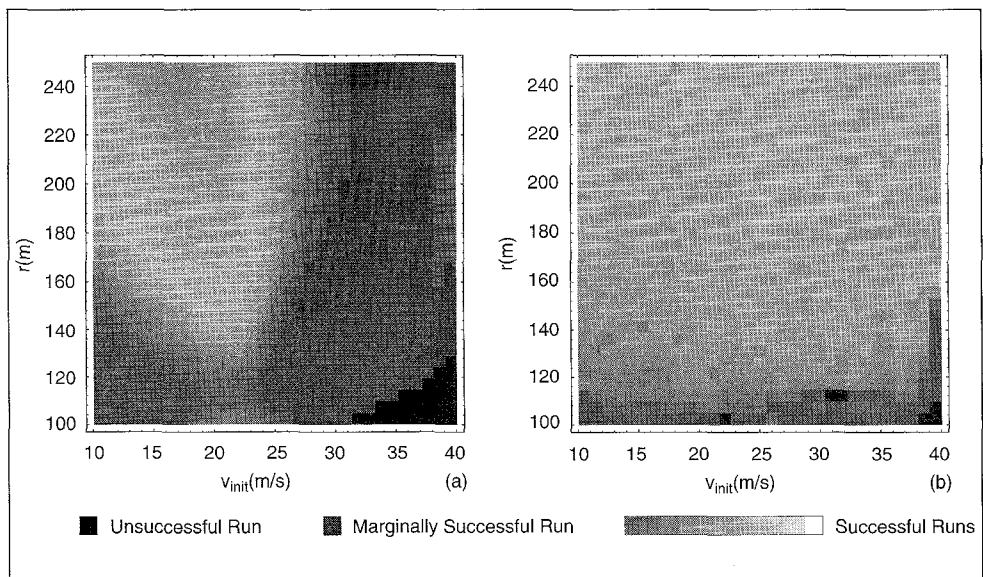 240
220
200
180
160
140
120
100
r(m)
10 15 20 25 30 35 40
v_init(m/s) (a)
240
220
200
180
160
140
120
100
r(m)
10 15 20 25 30 35 40
v_init(m/s) (b)
Unsuccessful Run Marginally Successful Run Successful Runs